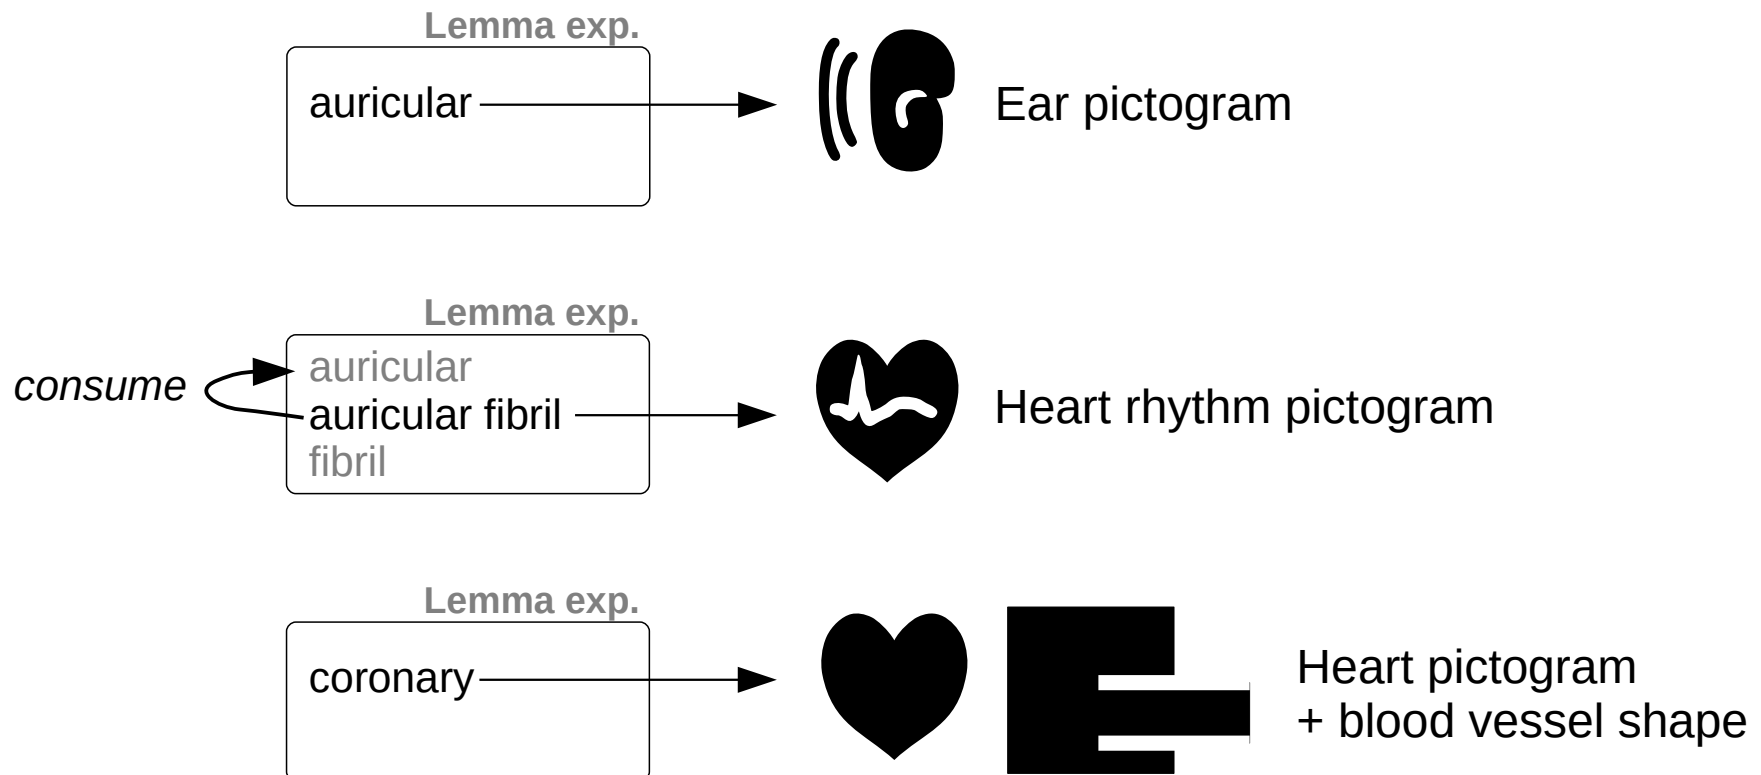 Lemma exp.
auricular
Ear pictogram
Lemma exp.
auricular
consume
auricular fibril
Heart rhythm pictogram
fibril
Lemma exp.
coronary
Heart pictogram
+ blood vessel shape